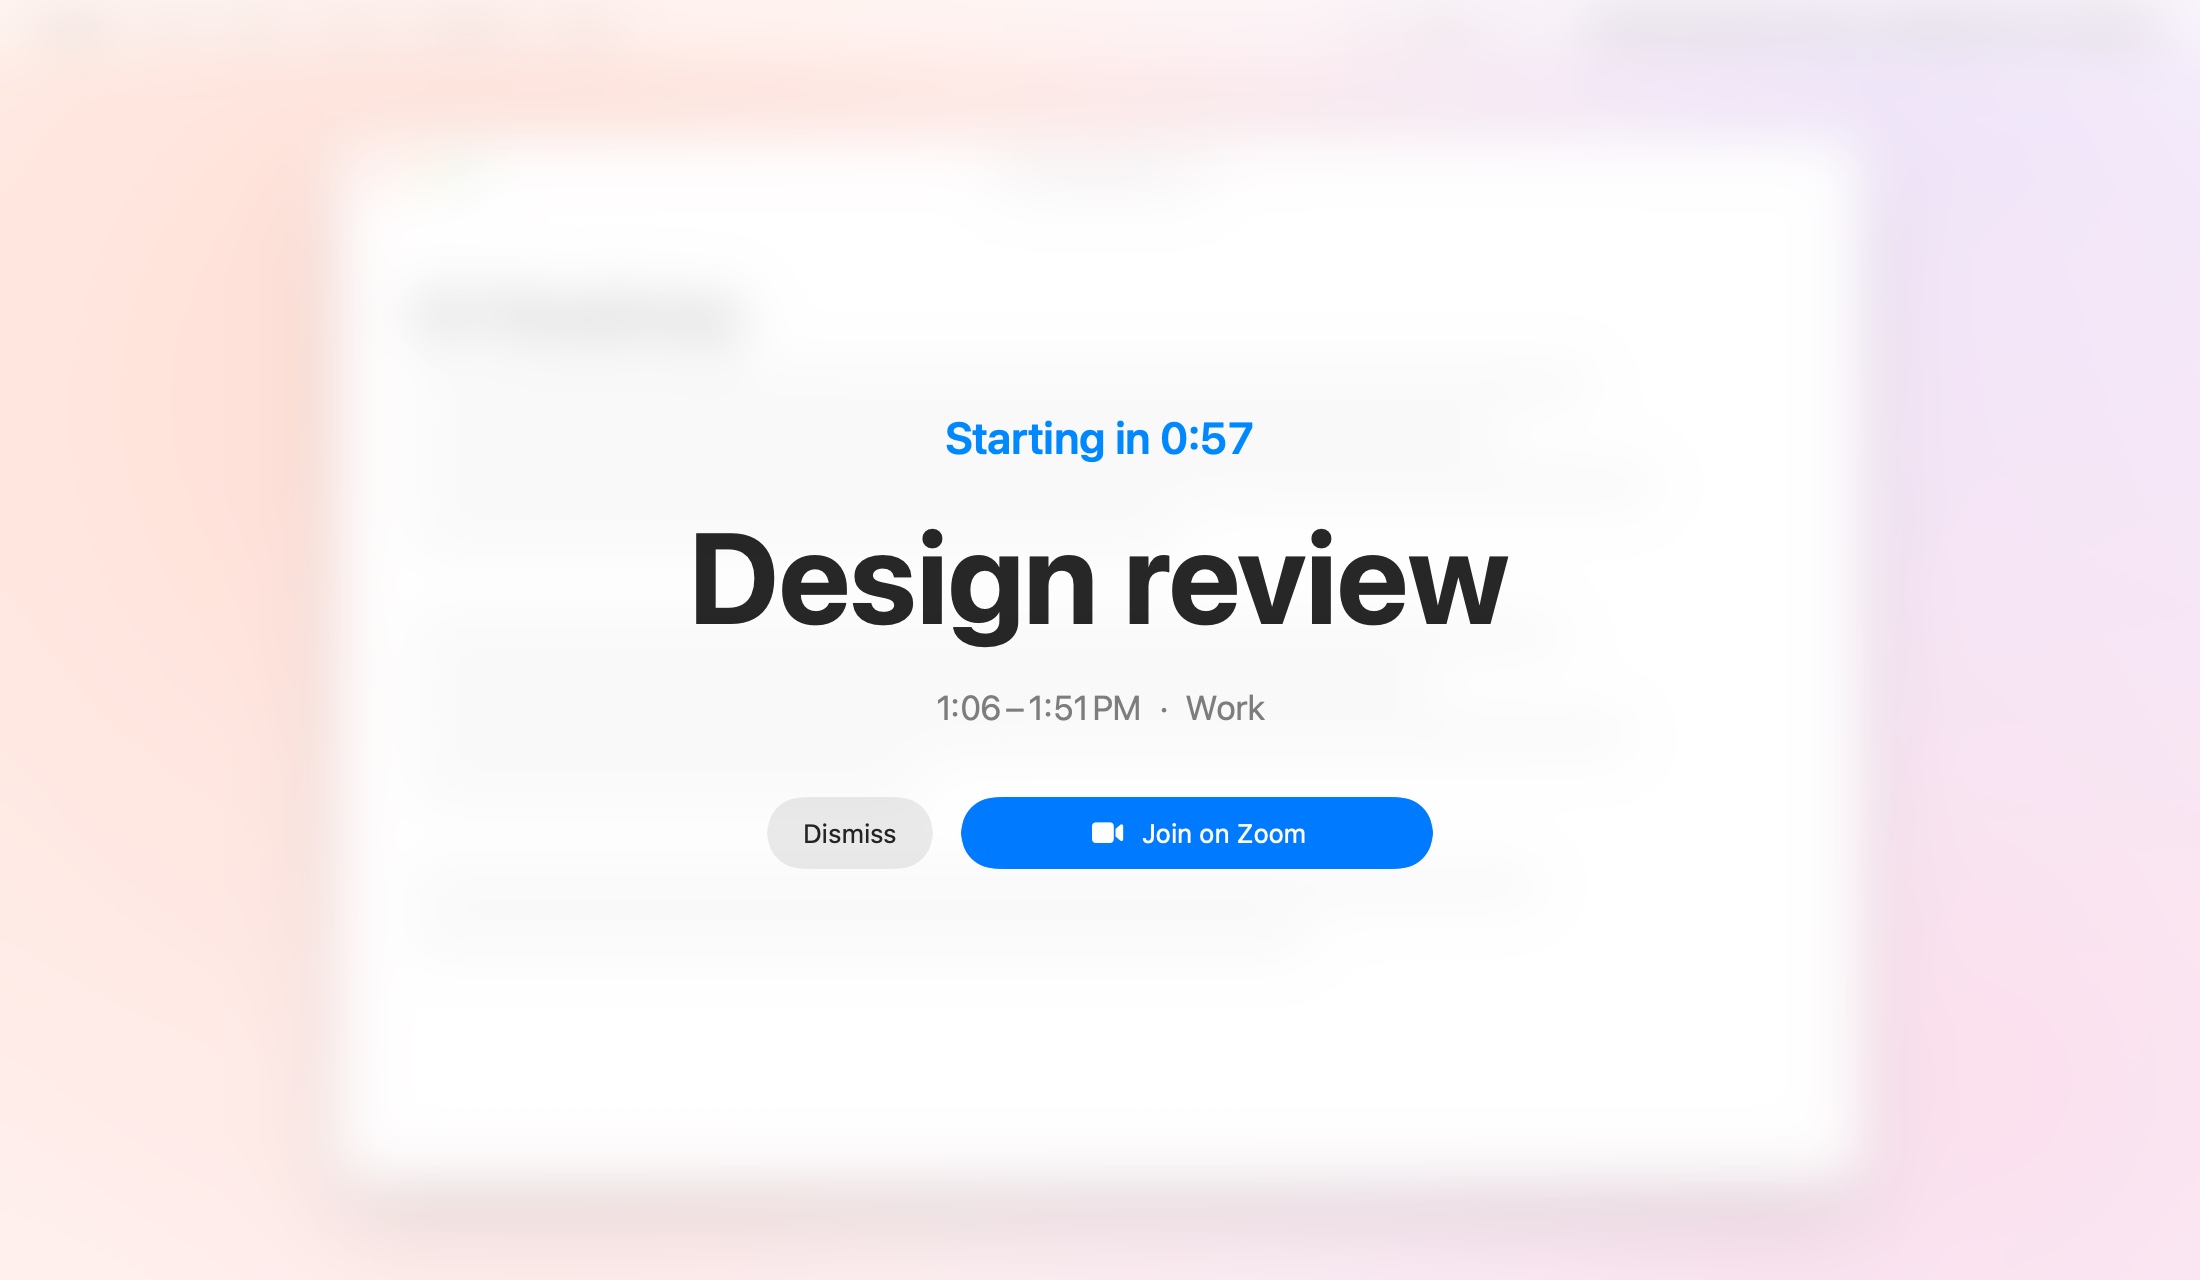 Starting in 0:57
Design review
1:06 – 1:51 PM · Work
Dismiss
Join on Zoom